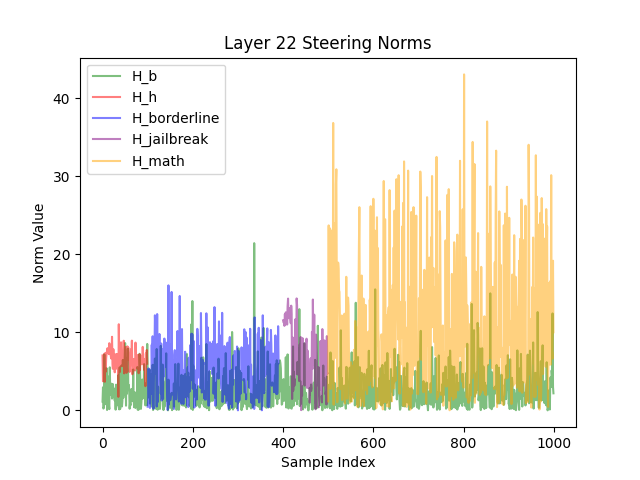 Layer 22 Steering Norms
H_b
H_h
H_borderline
H_jailbreak
H_math
40
30
20
10
0
Norm Value
0
200
400
600
800
1000
Sample Index